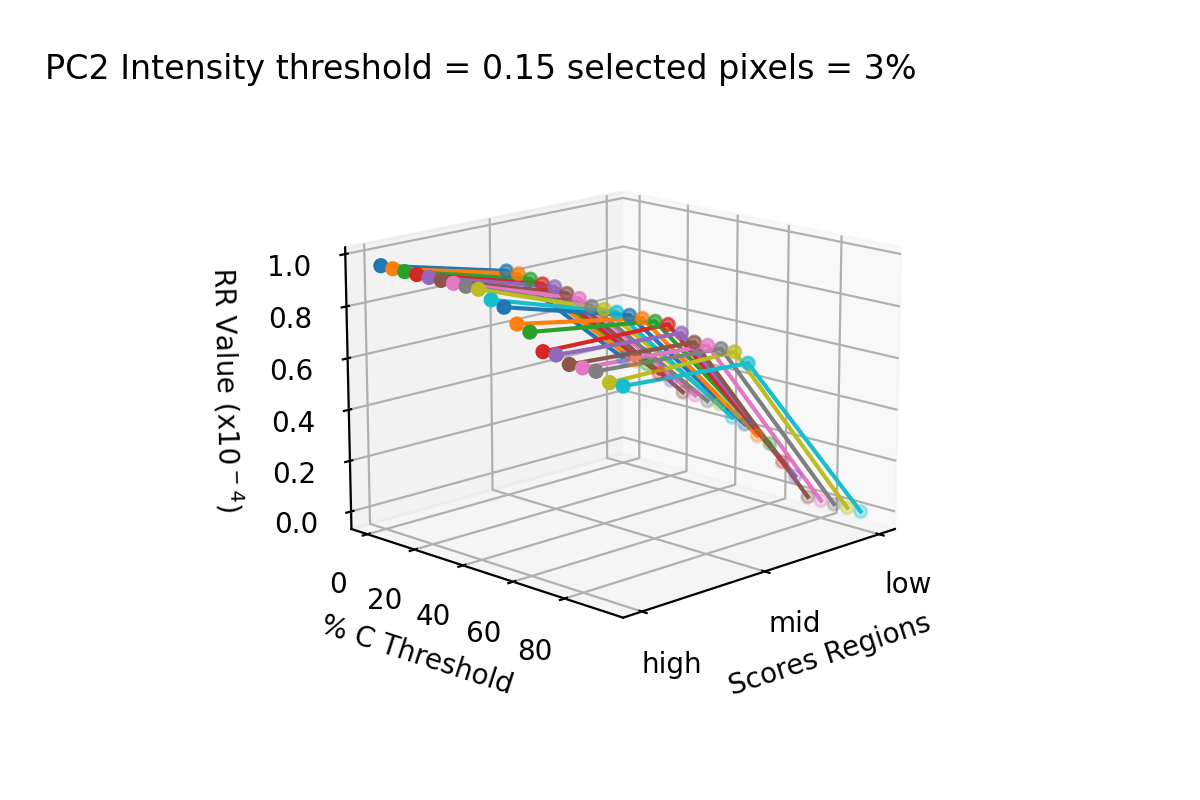 PC2 Intensity threshold = 0.15 selected pixels = 3%
1.0
0.8
0.6
0.4
0.2
0.0
RR Value (x10⁻⁴)
0
20
40
60
80
% C Threshold
high
mid
low
Scores Regions